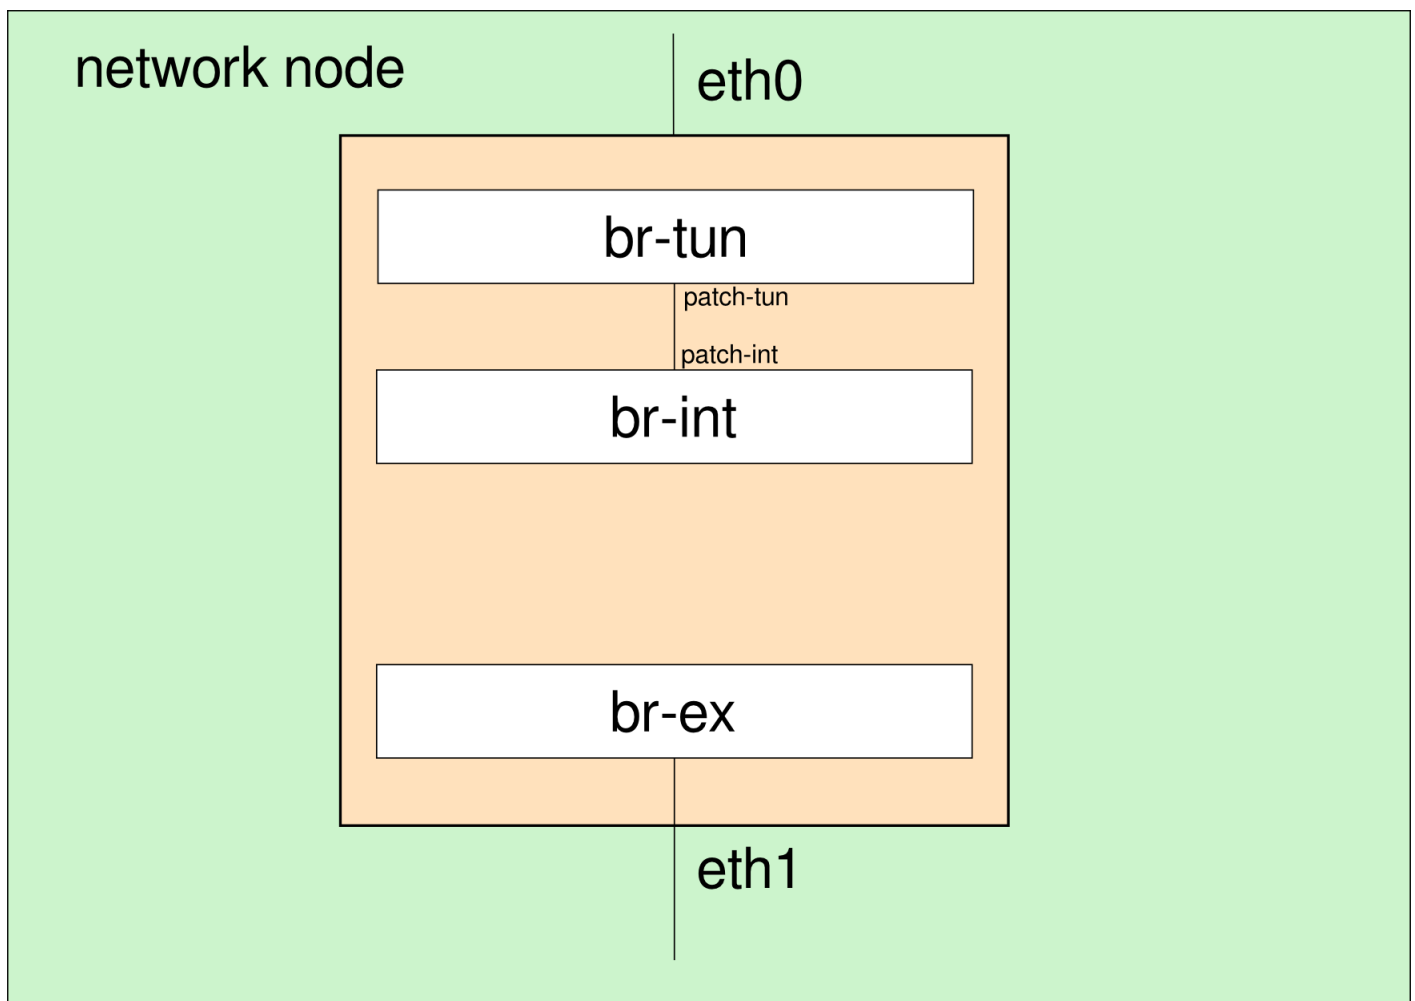 network node
eth0
br-tun
patch-tun
patch-int
br-int
br-ex
eth1